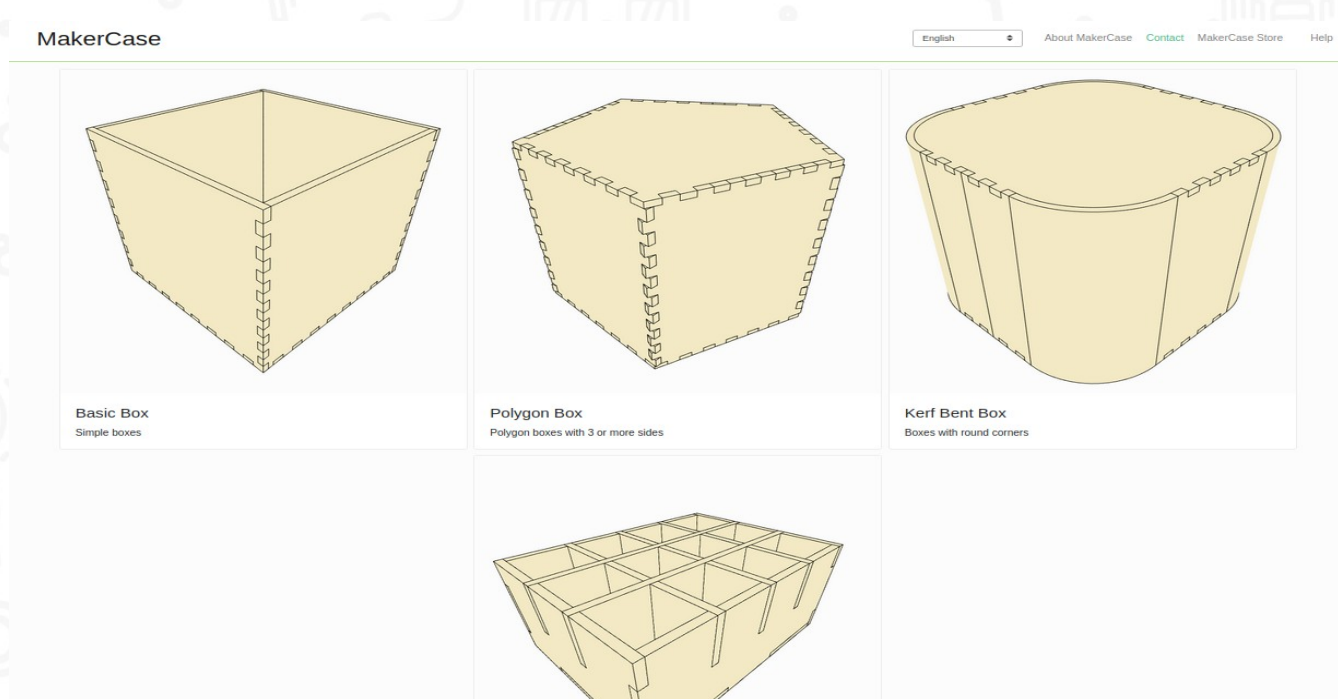 MakerCase
English
About MakerCase
Contact
MakerCase Store
Help
Basic Box
Simple boxes
Polygon Box
Polygon boxes with 3 or more sides
Kerf Bent Box
Boxes with round corners